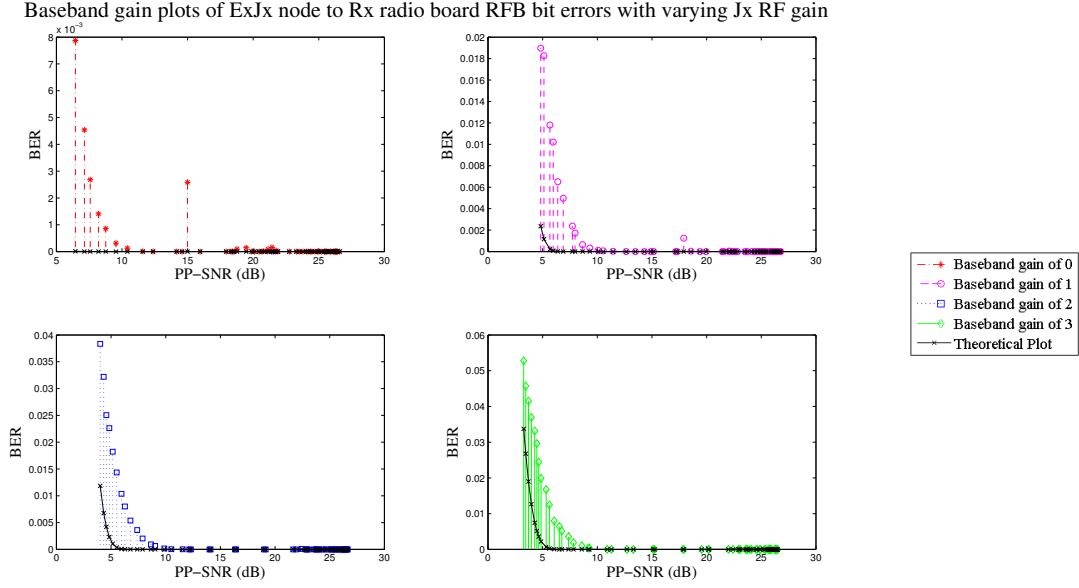 Baseband gain plots of ExJx node to Rx radio board RFB bit errors with varying Jx RF gain
8
7
6
5
4
3
2
1
0
x 10⁻³
BER
5 10 15 20 25 30
PP−SNR (dB)
0.02
0.018
0.016
0.014
0.012
0.01
0.008
0.006
0.004
0.002
0
BER
0 5 10 15 20 25 30
PP−SNR (dB)
0.04
0.035
0.03
0.025
0.02
0.015
0.01
0.005
0
BER
0 5 10 15 20 25 30
PP−SNR (dB)
0.06
0.05
0.04
0.03
0.02
0.01
0
BER
0 5 10 15 20 25 30
PP−SNR (dB)
Baseband gain of 0
Baseband gain of 1
Baseband gain of 2
Baseband gain of 3
Theoretical Plot